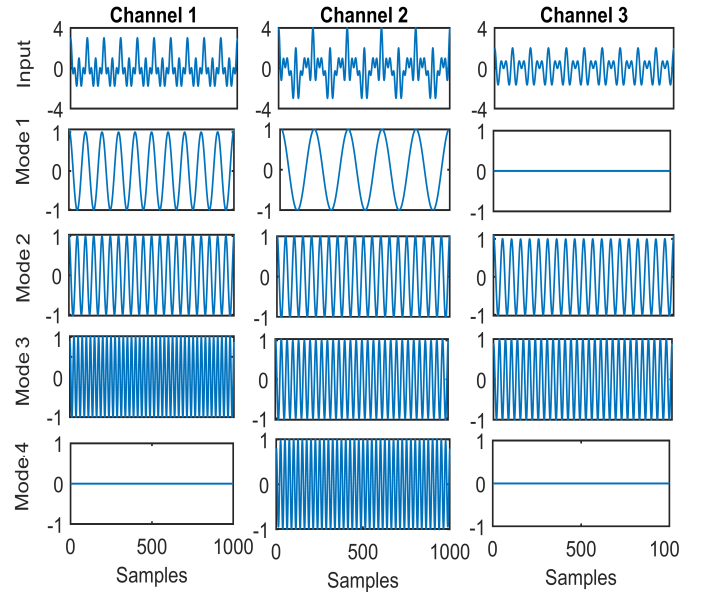 Channel 1 Channel 2 Channel 3
Input 4 0 -4 4 0 -4 4 0 -4
Mode 1 1 0 -1 1 0 -1 1 0 -1
Mode 2 1 0 -1 1 0 -1 1 0 -1
Mode 3 1 0 -1 1 0 -1 1 0 -1
Mode 4 1 0 -1 1 0 -1 1 0 -1
0 500 1000 0 500 1000 0 500 100
Samples Samples Samples